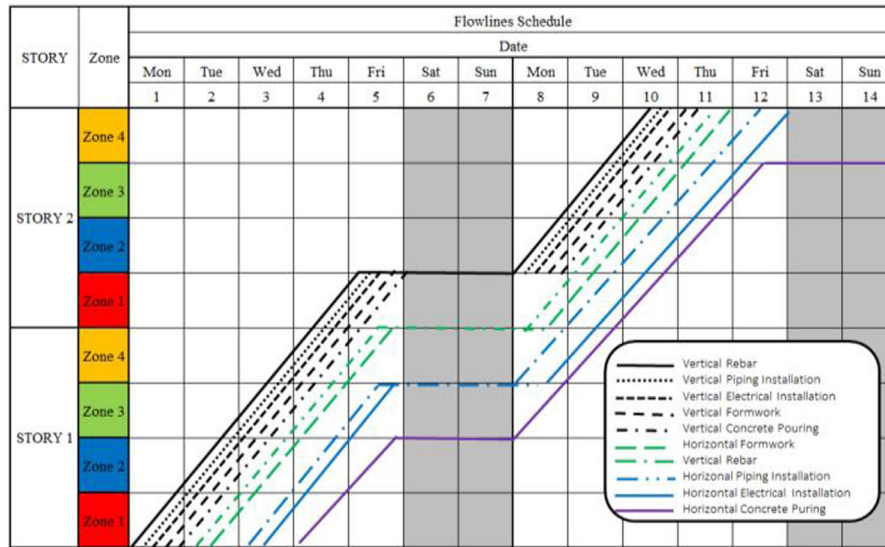 Flowlines Schedule
STORY Zone Date
Mon Tue Wed Thu Fri Sat Sun Mon Tue Wed Thu Fri Sat Sun
1 2 3 4 5 6 7 8 9 10 11 12 13 14
Zone 4
Zone 3
STORY 2
Zone 2
Zone 1
Zone 4
Zone 3
STORY 1
Zone 2
Zone 1
Vertical Rebar
Vertical Piping Installation
Vertical Electrical Installation
Vertical Formwork
Vertical Concrete Pouring
Horizontal Formwork
Vertical Rebar
Horizonal Piping Installation
Horizontal Electrical Installation
Horizontal Concrete Puring